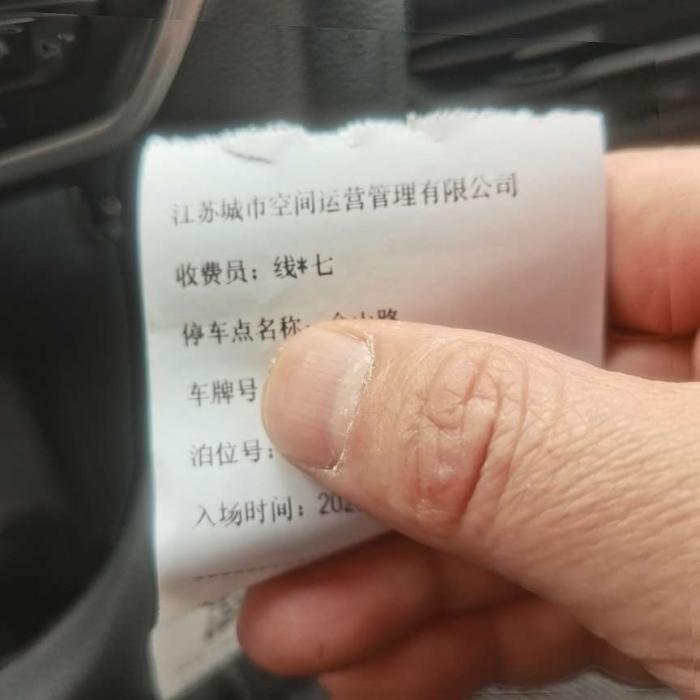 江苏城市空间运营管理有限公司
收费员：线*七
停车点名称：
车牌号
泊位号：
入场时间：202